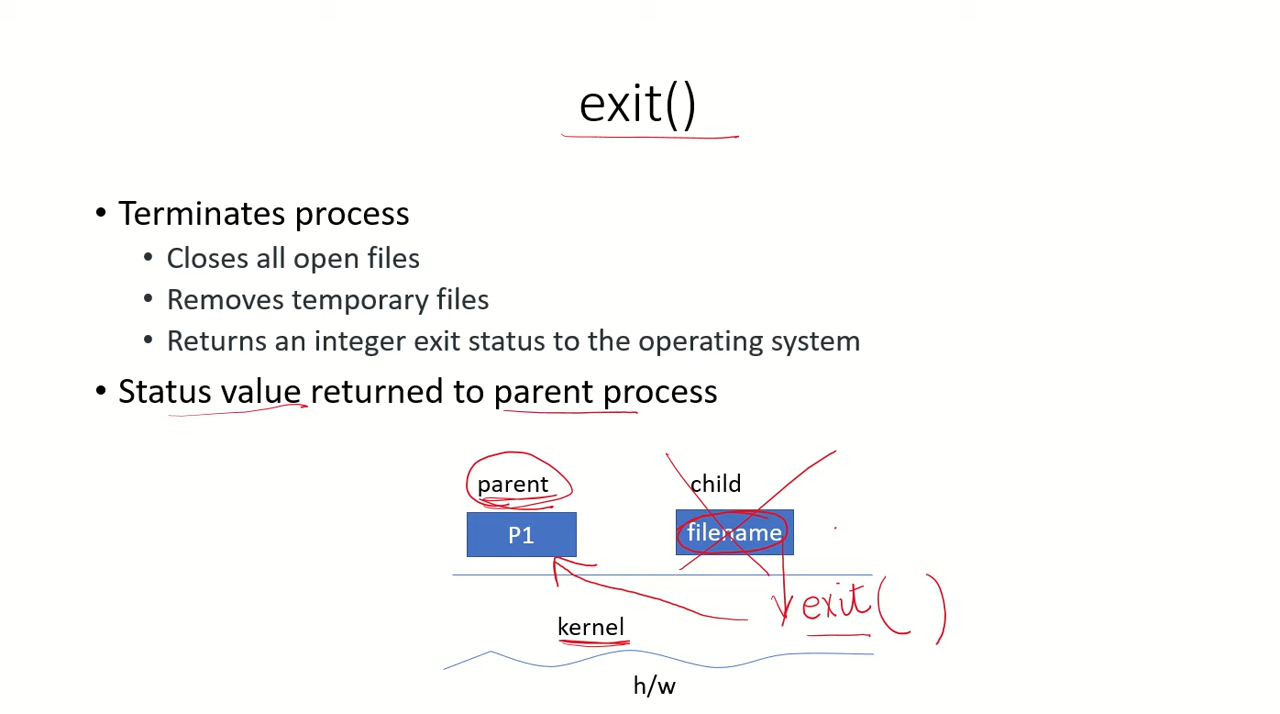 exit()
• Terminates process
• Closes all open files
• Removes temporary files
• Returns an integer exit status to the operating system
• Status value returned to parent process
parent child
P1 filename
exit( )
kernel
h/w